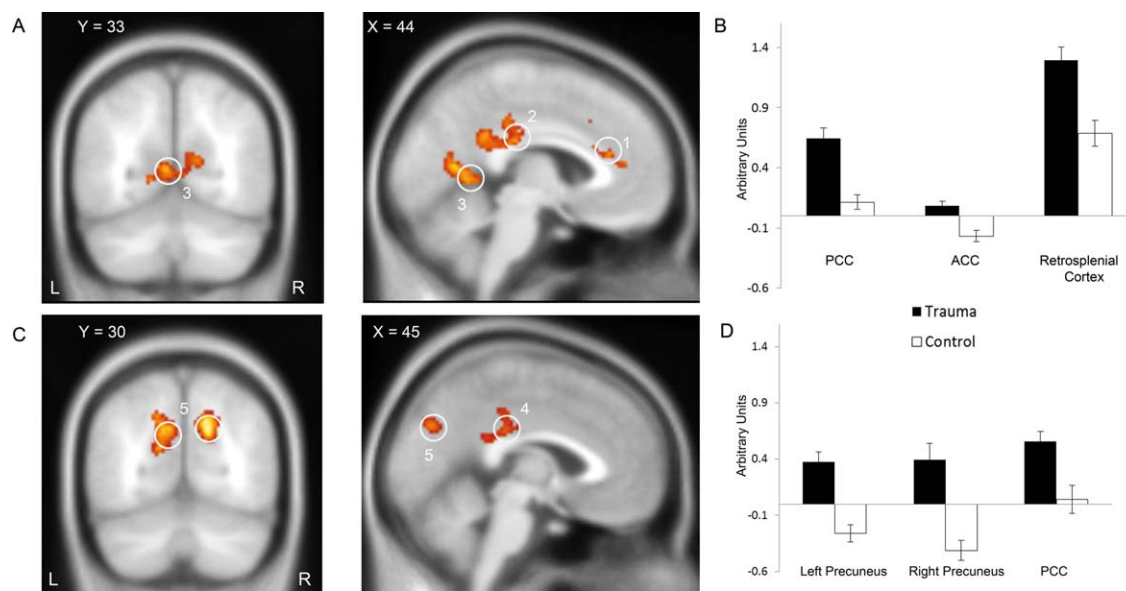 A
Y = 33
3
L
R
X = 44
1
2
3
B
Arbitrary Units
1.4
0.9
0.4
-0.1
-0.6
PCC
ACC
Retrosplenial
Cortex
Trauma
Control
C
Y = 30
5
L
R
X = 45
4
5
D
Arbitrary Units
1.4
0.9
0.4
-0.1
-0.6
Left Precuneus
Right Precuneus
PCC